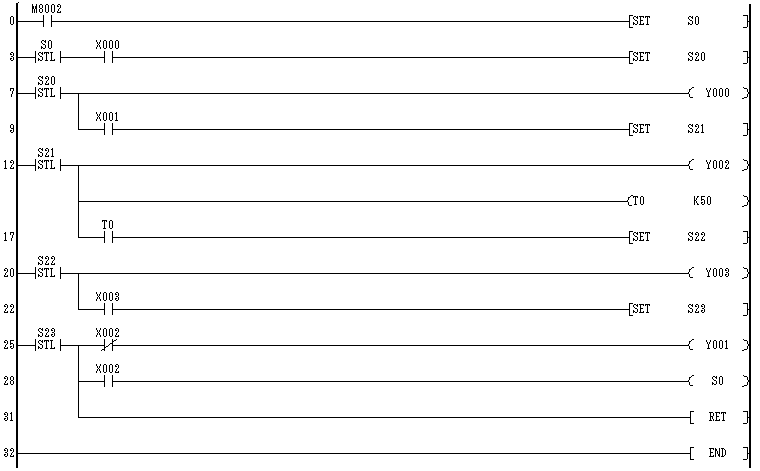 M8002
0 [SET S0 ]
S0 X000
3 STL [SET S20 ]
S20
7 STL ( Y000 )
X001
9 [SET S21 ]
S21
12 STL ( Y002 )
(T0 K50 )
T0
17 [SET S22 ]
S22
20 STL ( Y003 )
X003
22 [SET S23 ]
S23 X002
25 STL ( Y001 )
X002
28 ( S0 )
31 [ RET ]
32 [ END ]